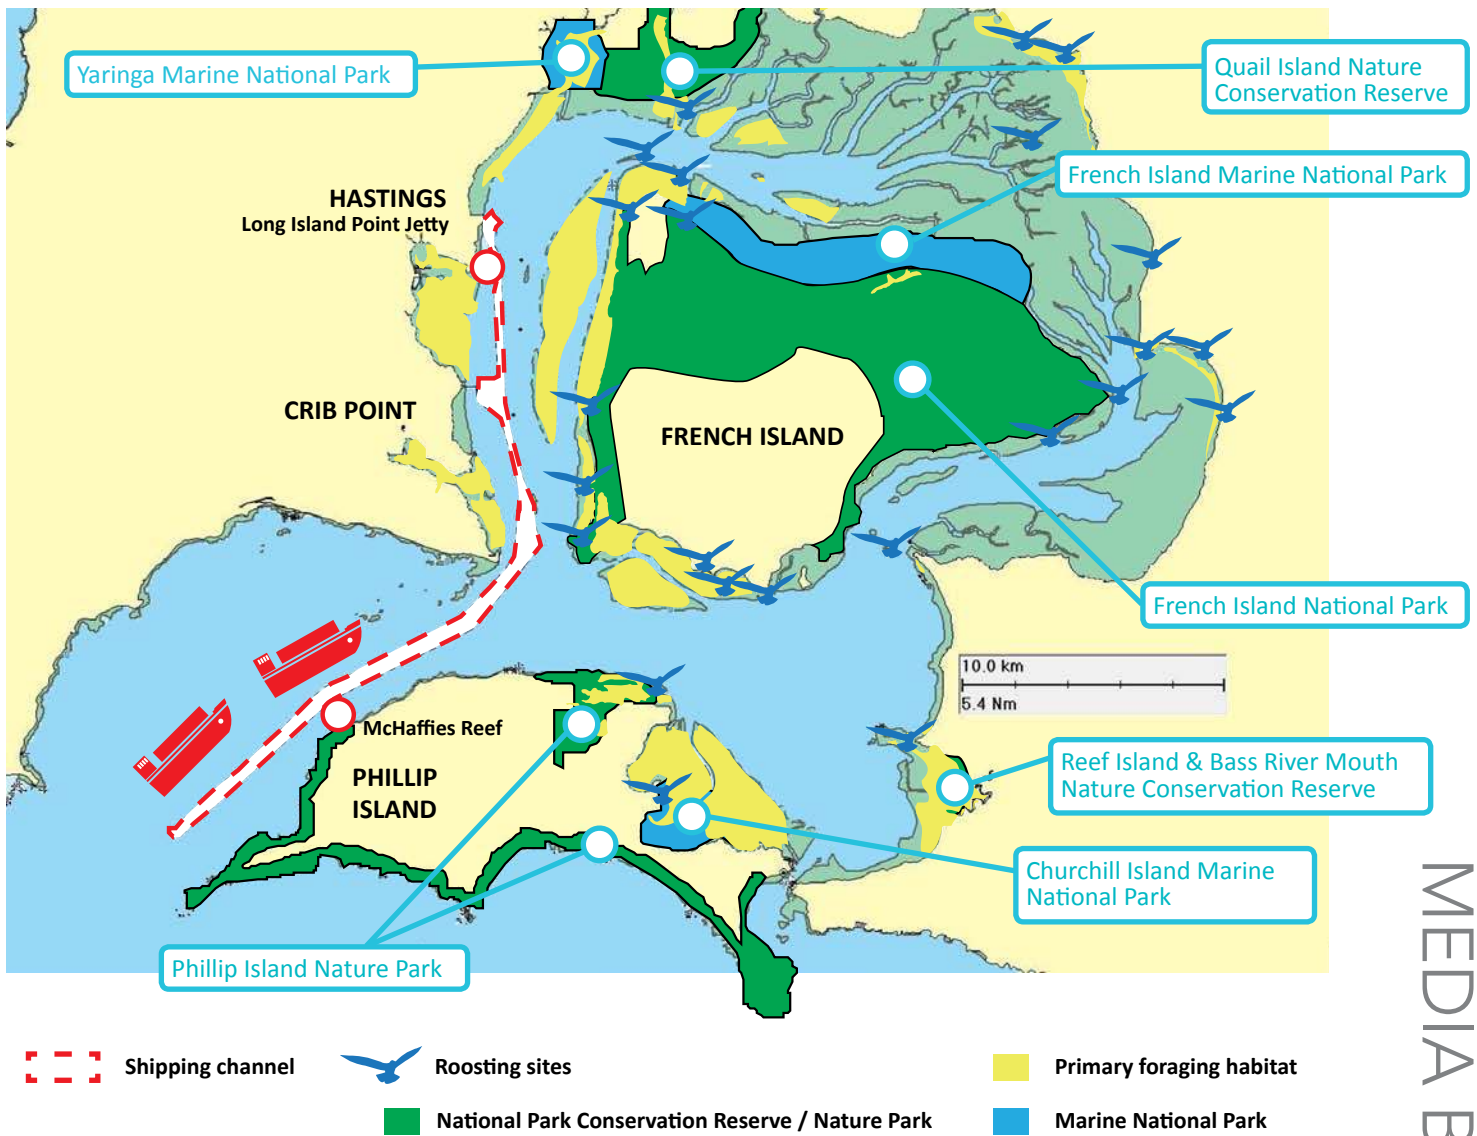 Yaringa Marine National Park
Quail Island Nature
Conservation Reserve
French Island Marine National Park
HASTINGS
Long Island Point Jetty
CRIB POINT
FRENCH ISLAND
French Island National Park
10.0 km
5.4 Nm
McHaffies Reef
PHILLIP
ISLAND
Reef Island & Bass River Mouth
Nature Conservation Reserve
Churchill Island Marine
National Park
Phillip Island Nature Park
Shipping channel
Roosting sites
Primary foraging habitat
National Park Conservation Reserve / Nature Park
Marine National Park
MEDIA